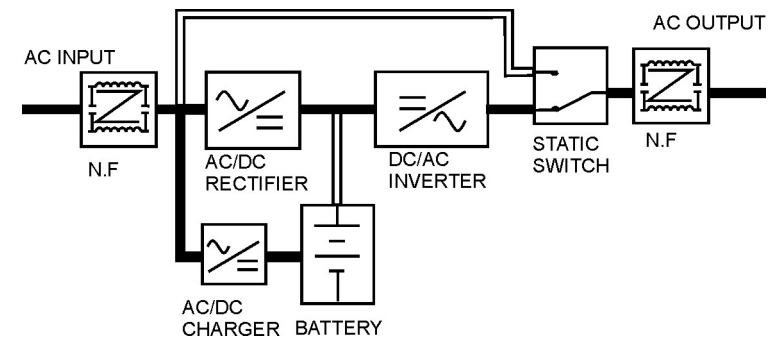 AC INPUT
AC OUTPUT
N.F
AC/DC
RECTIFIER
DC/AC
INVERTER
STATIC
SWITCH
N.F
AC/DC
CHARGER
BATTERY